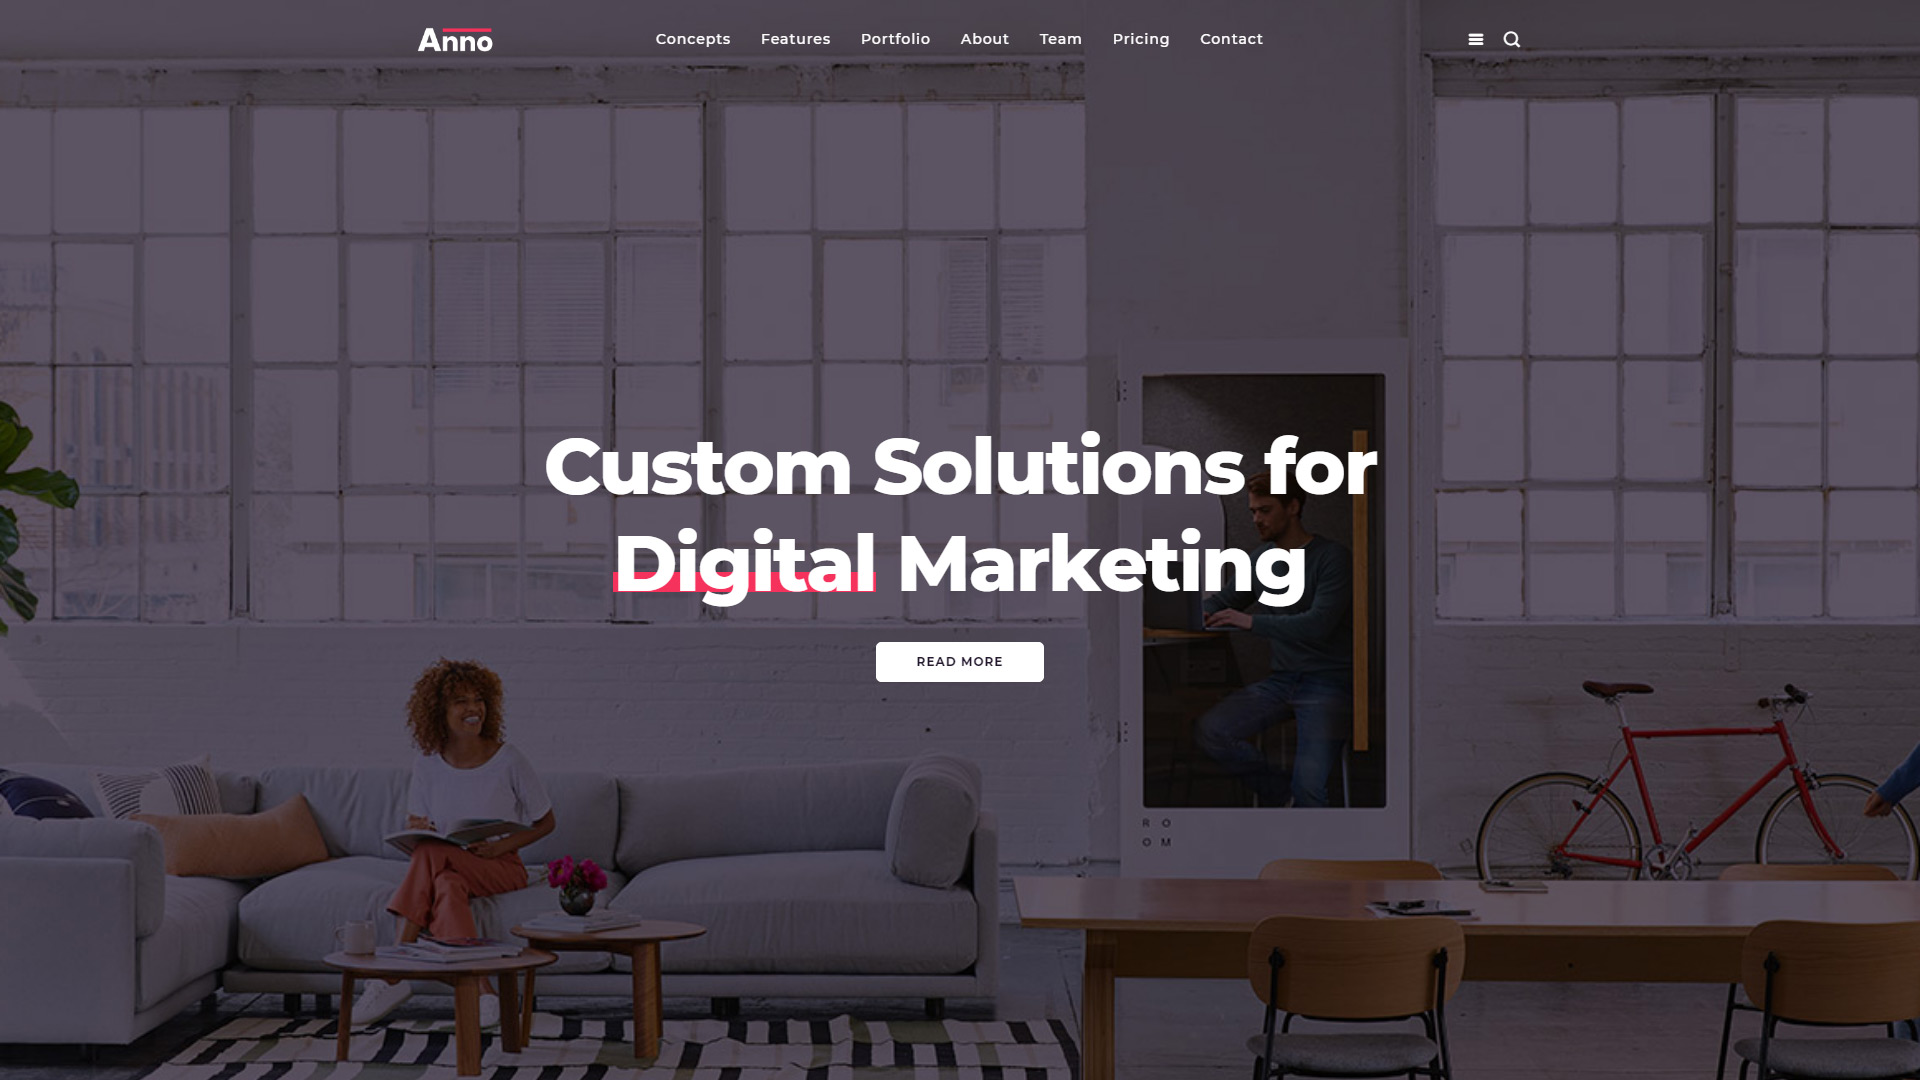 Anno
Concepts Features Portfolio About Team Pricing Contact
Custom Solutions for
Digital Marketing
READ MORE
R O
O M